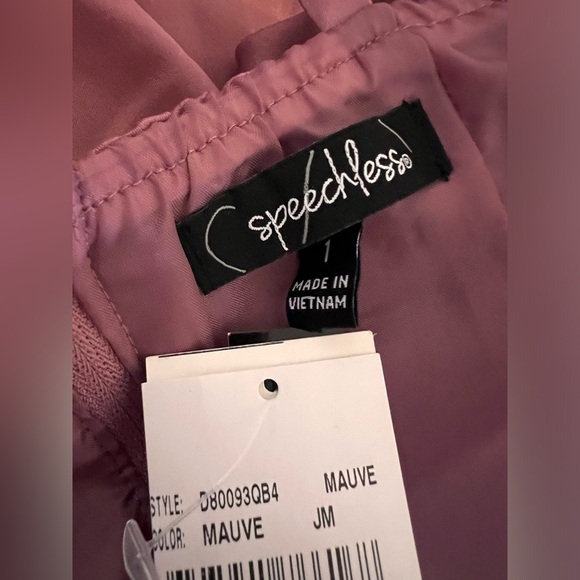 speechless®
1
MADE IN
VIETNAM
STYLE: D80093QB4 MAUVE
COLOR: MAUVE JM